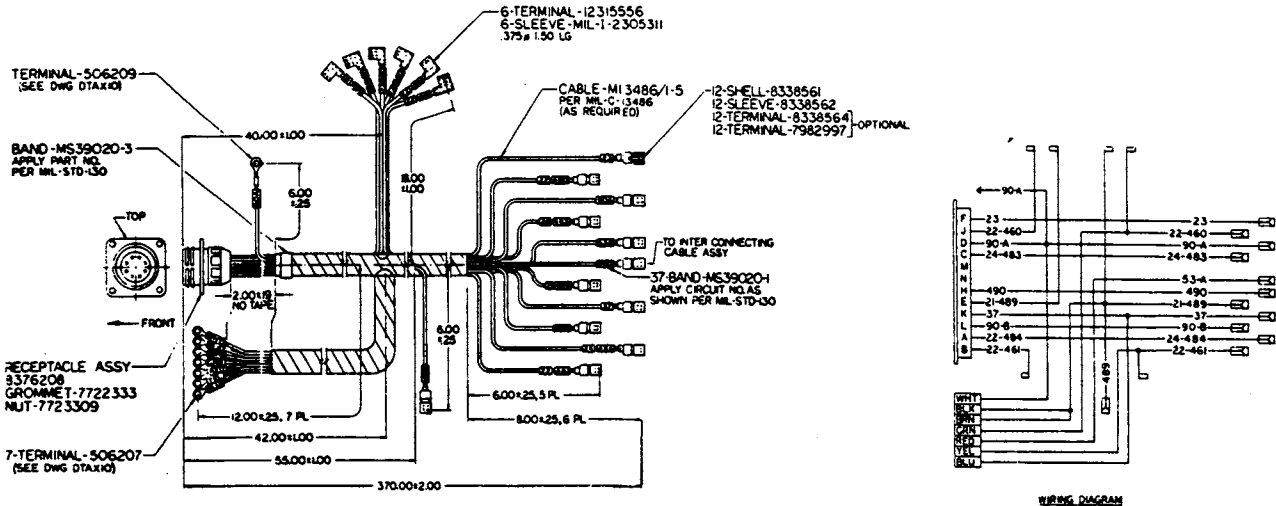 6-TERMINAL-12315556
6-SLEEVE-MIL-I-2305311
.375ø 1.50 LG
TERMINAL-506209
(SEE DWG DTAX10)
CABLE-M13486/1-5
PER MIL-C-13486
(AS REQUIRED)
12-SHELL-8338561
12-SLEEVE-8338562
12-TERMINAL-8338564
12-TERMINAL-7982997
OPTIONAL
40.00±1.00
BAND-MS39020-3
APPLY PART NO.
PER MIL-STD-130
6.00
±.25
±1.00
TOP
TO INTER CONNECTING
CABLE ASSY
37-BAND-MS39020-1
APPLY CIRCUIT NO. AS
SHOWN PER MIL-STD-130
2.00±.19
NO TAPE
FRONT
6.00
±.25
RECEPTACLE ASSY
8376208
GROMMET-7722333
NUT-7723309
6.00±.25, 5 PL
12.00±.25, 7 PL
8.00±.25, 6 PL
42.00±1.00
7-TERMINAL-506207
(SEE DWG DTAX10)
55.00±1.00
370.00±2.00
90-A
F 23 23
J 22-460 22-460
D 90-A 90-A
C 24-483 24-483
M
N 53-A
H 490 490
E 21-489 21-489
K 37 37
L 90-B 90-B
A 22-484 24-484
B 22-461 22-461
489
WHT
BLK
BRN
GRN
RED
YEL
BLU
WIRING DIAGRAM